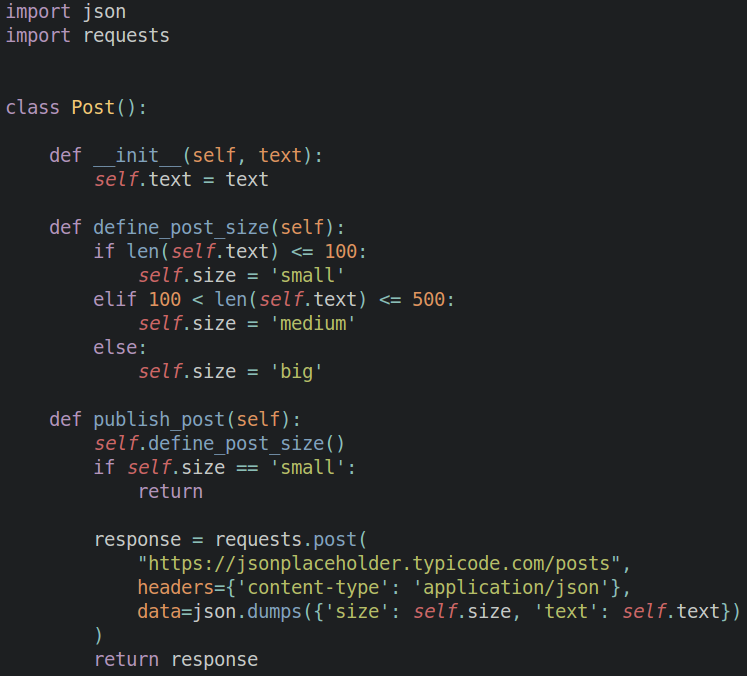 import json
import requests


class Post():

    def __init__(self, text):
        self.text = text

    def define_post_size(self):
        if len(self.text) <= 100:
            self.size = 'small'
        elif 100 < len(self.text) <= 500:
            self.size = 'medium'
        else:
            self.size = 'big'

    def publish_post(self):
        self.define_post_size()
        if self.size == 'small':
            return

        response = requests.post(
            "https://jsonplaceholder.typicode.com/posts",
            headers={'content-type': 'application/json'},
            data=json.dumps({'size': self.size, 'text': self.text})
        )
        return response